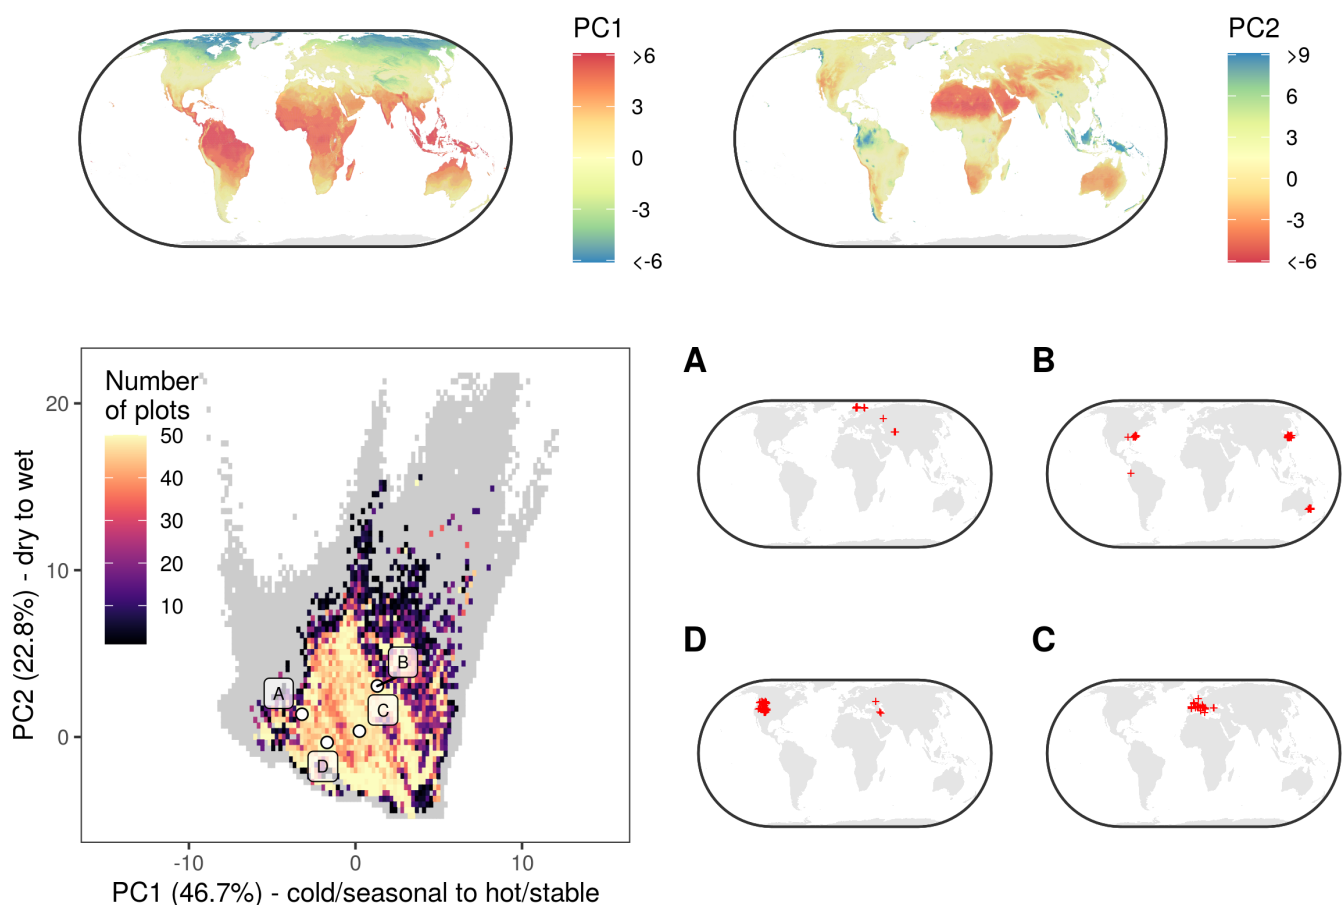 PC1
>6
3
0
-3
<-6
PC2
>9
6
3
0
-3
<-6
Number
of plots
50
40
30
20
10
20
10
0
-10
0
10
PC2 (22.8%) - dry to wet
PC1 (46.7%) - cold/seasonal to hot/stable
A
B
C
D
A
B
D
C